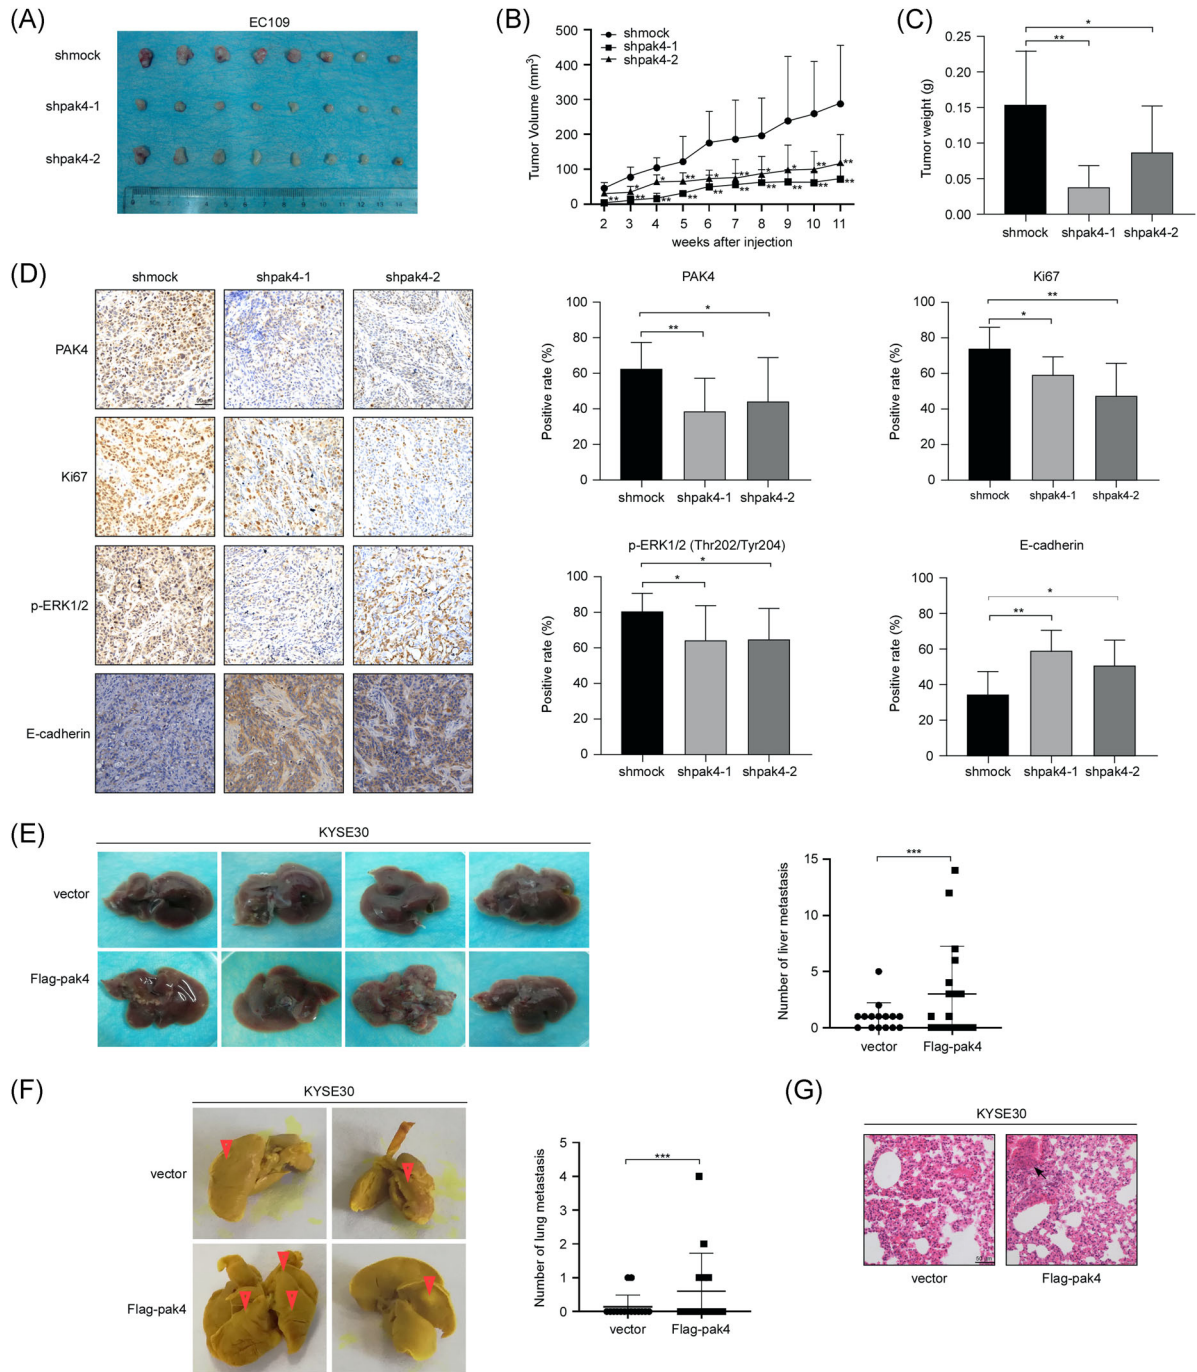 (A)
EC109
shmock
shpak4-1
shpak4-2
(B)
shmock
shpak4-1
shpak4-2
Tumor Volume (mm³)
500
400
300
200
100
0
* ** ** * ** * * ** **
** ** ** ** ** ** ** ** ** **
2 3 4 5 6 7 8 9 10 11
weeks after injection
(C)
Tumor weight (g)
0.25
0.20
0.15
0.10
0.05
0.00
*
**
shmock shpak4-1 shpak4-2
(D)
shmock shpak4-1 shpak4-2
PAK4
Ki67
p-ERK1/2
E-cadherin
PAK4
Positive rate (%)
100
80
60
40
20
0
*
**
shmock shpak4-1 shpak4-2
Ki67
Positive rate (%)
100
80
60
40
20
0
**
*
shmock shpak4-1 shpak4-2
p-ERK1/2 (Thr202/Tyr204)
Positive rate (%)
100
80
60
40
20
0
*
*
shmock shpak4-1 shpak4-2
E-cadherin
Positive rate (%)
100
80
60
40
20
0
*
**
shmock shpak4-1 shpak4-2
(E)
KYSE30
vector
Flag-pak4
Number of liver metastasis
15
10
5
0
***
vector Flag-pak4
(F)
KYSE30
vector
Flag-pak4
Number of lung metastasis
5
4
3
2
1
0
***
vector Flag-pak4
(G)
KYSE30
vector Flag-pak4